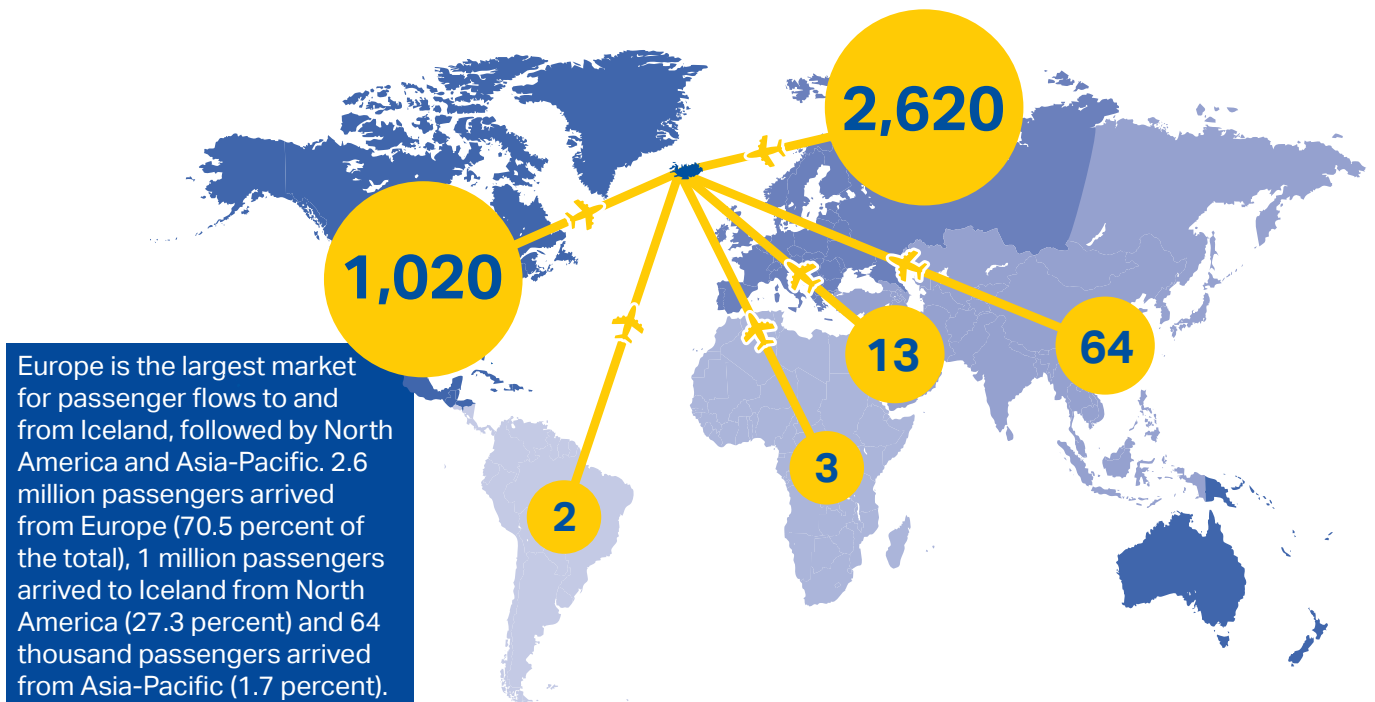 2,620
1,020
13
64
3
2
Europe is the largest market
for passenger flows to and
from Iceland, followed by North
America and Asia-Pacific. 2.6
million passengers arrived
from Europe (70.5 percent of
the total), 1 million passengers
arrived to Iceland from North
America (27.3 percent) and 64
thousand passengers arrived
from Asia-Pacific (1.7 percent).